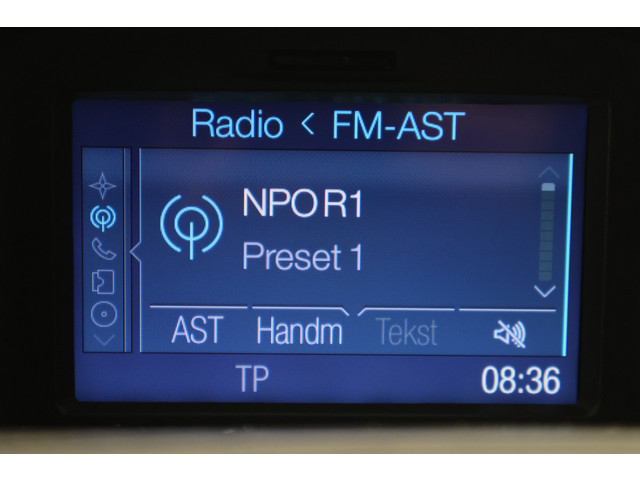 Radio < FM-AST
NPO R1
Preset 1
AST Handm Tekst
TP 08:36